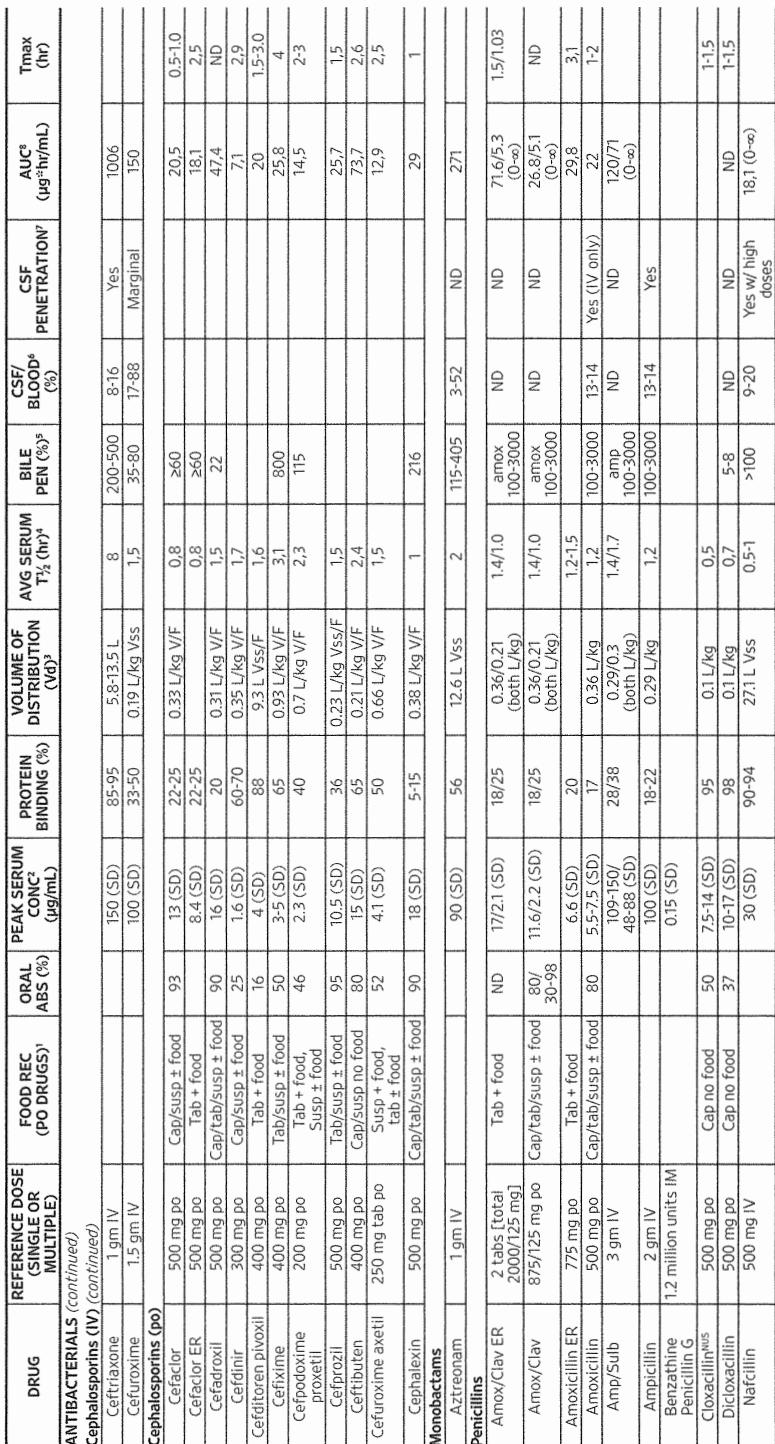 DRUG | REFERENCE DOSE (SINGLE OR MULTIPLE) | FOOD REC (PO DRUGS)¹ | ORAL ABS (%) | PEAK SERUM CONC² (µg/mL) | PROTEIN BINDING (%) | VOLUME OF DISTRIBUTION (Vd)³ | AVG SERUM T½ (hr)⁴ | BILE PEN (%)⁵ | CSF/BLOOD⁶ (%) | CSF PENETRATION⁷ | AUC⁸ (µg*hr/mL) | Tmax (hr)
ANTIBACTERIALS (continued)
Cephalosporins (IV) (continued)
Ceftriaxone | 1 gm IV | | | 150 (SD) | 85-95 | 5.8-13.5 L | 8 | 200-500 | 8-16 | Yes | 1006 |
Cefuroxime | 1.5 gm IV | | | 100 (SD) | 33-50 | 0.19 L/kg Vss | 1,5 | 35-80 | 17-88 | Marginal | 150 |
Cephalosporins (po)
Cefaclor | 500 mg po | Cap/susp ± food | 93 | 13 (SD) | 22-25 | 0.33 L/kg V/F | 0,8 | ≥60 | | | 20,5 | 0.5-1.0
Cefaclor ER | 500 mg po | Tab + food | | 8.4 (SD) | 22-25 | | 0,8 | ≥60 | | | 18,1 | 2,5
Cefadroxil | 500 mg po | Cap/tab/susp ± food | 90 | 16 (SD) | 20 | 0.31 L/kg V/F | 1,5 | 22 | | | 47,4 | ND
Cefdinir | 300 mg po | Cap/susp ± food | 25 | 1.6 (SD) | 60-70 | 0.35 L/kg V/F | 1,7 | | | | 7,1 | 2,9
Cefditoren pivoxil | 400 mg po | Tab + food | 16 | 4 (SD) | 88 | 9.3 L Vss/F | 1,6 | | | | 20 | 1.5-3.0
Cefixime | 400 mg po | Tab/susp ± food | 50 | 3-5 (SD) | 65 | 0.93 L/kg V/F | 3,1 | 800 | | | 25,8 | 4
Cefpodoxime proxetil | 200 mg po | Tab + food, Susp ± food | 46 | 2.3 (SD) | 40 | 0.7 L/kg V/F | 2,3 | 115 | | | 14,5 | 2-3
Cefprozil | 500 mg po | Tab/susp ± food | 95 | 10.5 (SD) | 36 | 0.23 L/kg Vss/F | 1,5 | | | | 25,7 | 1,5
Ceftibuten | 400 mg po | Cap/susp no food | 80 | 15 (SD) | 65 | 0.21 L/kg V/F | 2,4 | | | | 73,7 | 2,6
Cefuroxime axetil | 250 mg tab po | Susp + food, tab ± food | 52 | 4.1 (SD) | 50 | 0.66 L/kg V/F | 1,5 | | | | 12,9 | 2,5
Cephalexin | 500 mg po | Cap/tab/susp ± food | 90 | 18 (SD) | 5-15 | 0.38 L/kg V/F | 1 | 216 | | | 29 | 1
Monobactams
Aztreonam | 1 gm IV | | | 90 (SD) | 56 | 12.6 L Vss | 2 | 115-405 | 3-52 | ND | 271 |
Penicillins
Amox/Clav ER | 2 tabs [total 2000/125 mg] | Tab + food | ND | 17/2.1 (SD) | 18/25 | 0.36/0.21 (both L/kg) | 1.4/1.0 | amox 100-3000 | ND | ND | 71.6/5.3 (0-∞) | 1.5/1.03
Amox/Clav | 875/125 mg po | Cap/tab/susp ± food | 80/30-98 | 11.6/2.2 (SD) | 18/25 | 0.36/0.21 (both L/kg) | 1.4/1.0 | amox 100-3000 | ND | ND | 26.8/5.1 (0-∞) | ND
Amoxicillin ER | 775 mg po | Tab + food | | 6.6 (SD) | 20 | | 1.2-1.5 | | | | 29,8 | 3,1
Amoxicillin | 500 mg po | Cap/tab/susp ± food | 80 | 5.5-7.5 (SD) | 17 | 0.36 L/kg | 1,2 | 100-3000 | 13-14 | Yes (IV only) | 22 | 1-2
Amp/Sulb | 3 gm IV | | | 109-150/48-88 (SD) | 28/38 | 0.29/0.3 (both L/kg) | 1.4/1.7 | amp 100-3000 | ND | ND | 120/71 (0-∞) |
Ampicillin | 2 gm IV | | | 100 (SD) | 18-22 | 0.29 L/kg | 1,2 | 100-3000 | 13-14 | Yes | |
Benzathine Penicillin G | 1.2 million units IM | | | 0.15 (SD) | | | | | | | |
Cloxacillinᴺᵁˢ | 500 mg po | Cap no food | 50 | 7.5-14 (SD) | 95 | 0.1 L/kg | 0,5 | | | | | 1-1.5
Dicloxacillin | 500 mg po | Cap no food | 37 | 10-17 (SD) | 98 | 0.1 L/kg | 0,7 | 5-8 | ND | ND | ND | 1-1.5
Nafcillin | 500 mg IV | | | 30 (SD) | 90-94 | 27.1 L Vss | 0.5-1 | >100 | 9-20 | Yes w/ high doses | 18,1 (0-∞) |